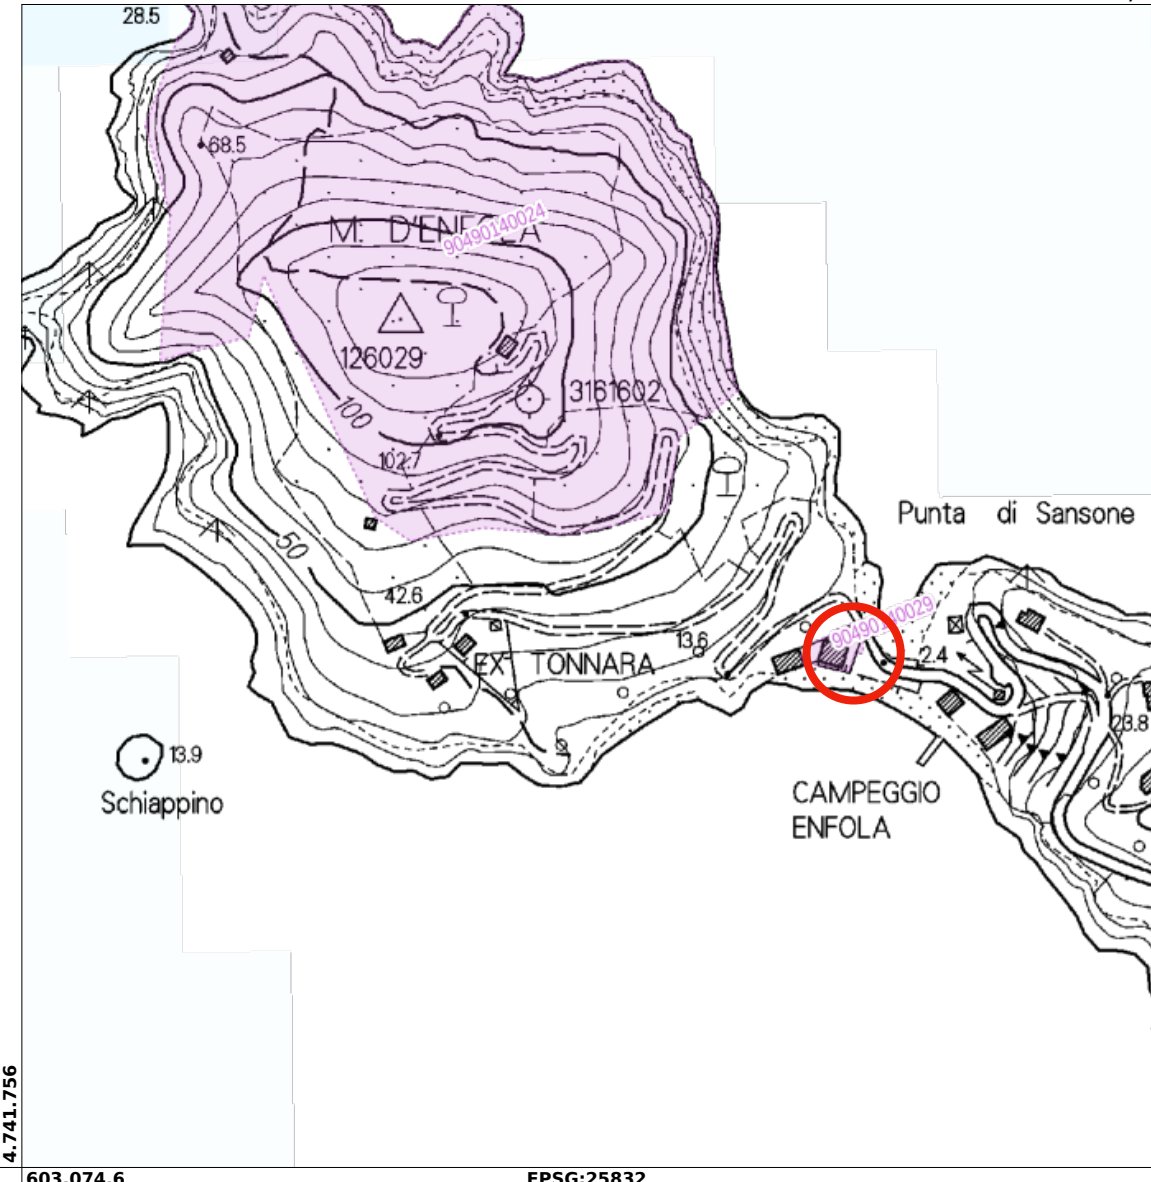 28.5
68.5
M. D'ENFOLA
90490140024
126029
3161602
100
102.7
Punta di Sansone
50
42.6
90490140029
13.6
2.4
EX TONNARA
23.8
13.9
Schiappino
CAMPEGGIO
ENFOLA
4.741.756
603.074,6
EPSG:25832